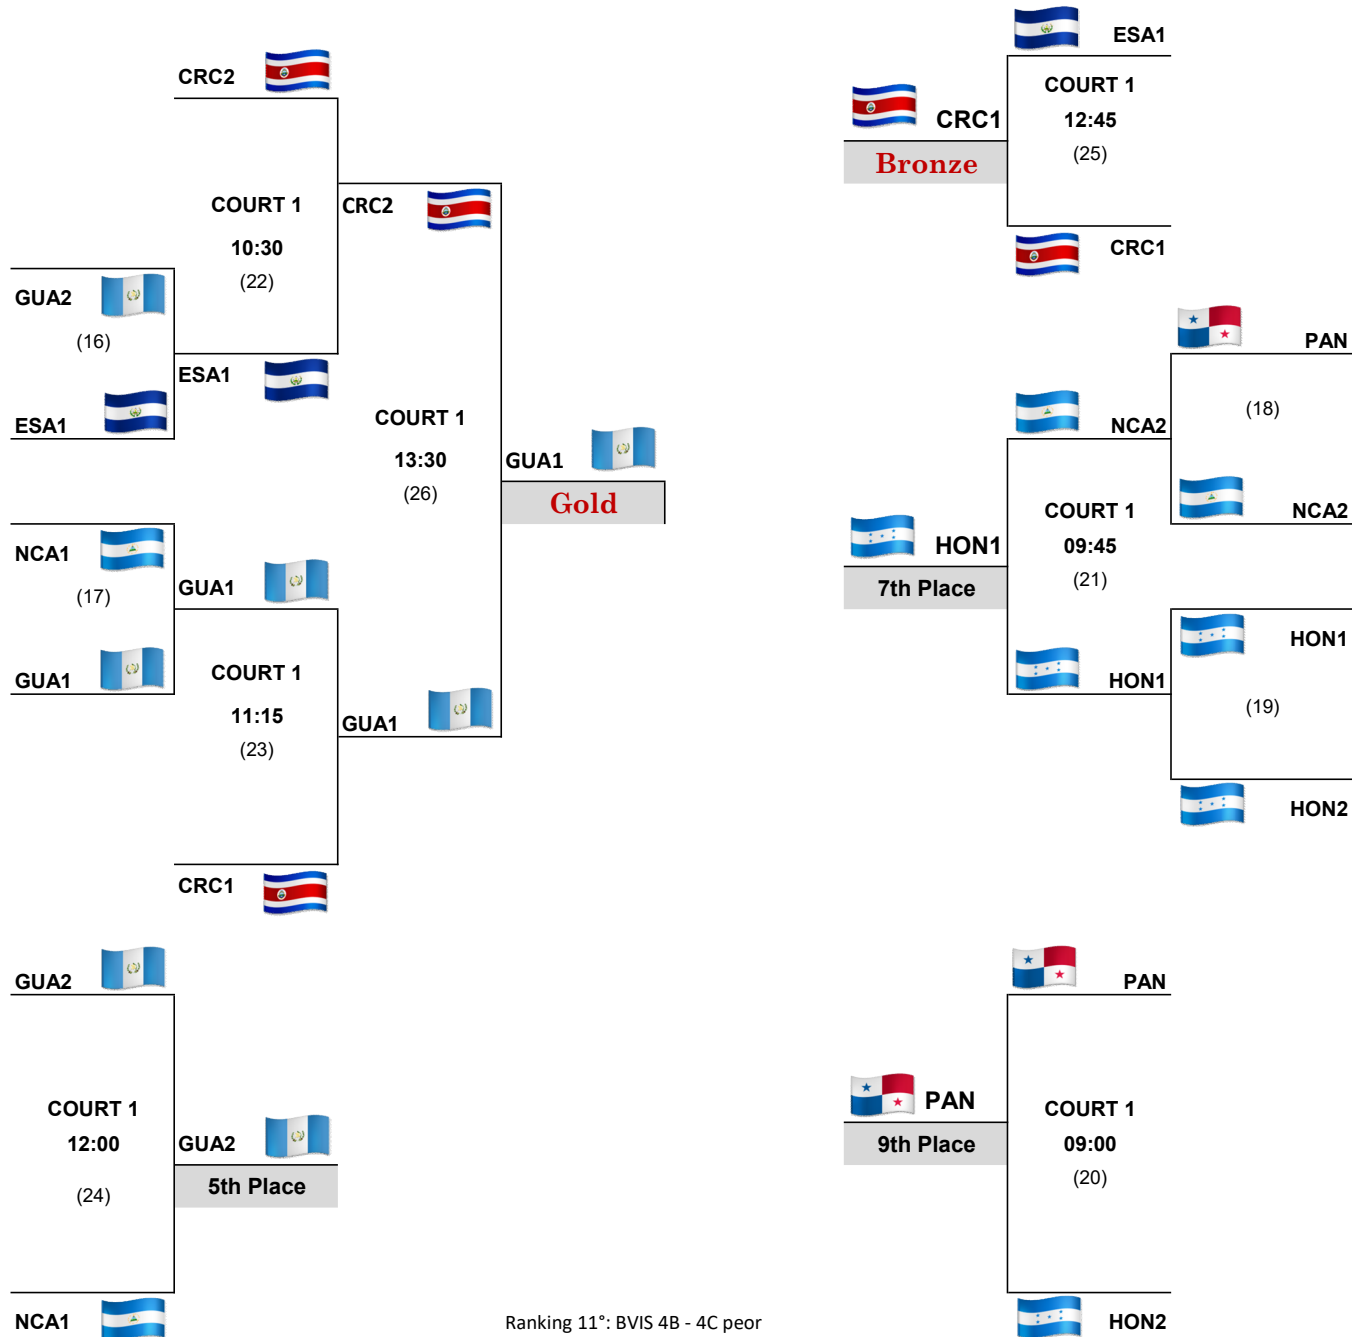 ESA1
CRC2
COURT 1
12:45
(25)
CRC1
Bronze
COURT 1
10:30
(22)
CRC2
CRC1
GUA2
(16)
ESA1
ESA1
PAN
(18)
NCA2
NCA2
COURT 1
13:30
(26)
GUA1
Gold
NCA1
(17)
GUA1
GUA1
COURT 1
11:15
(23)
GUA1
CRC1
COURT 1
09:45
(21)
HON1
7th Place
HON1
HON1
(19)
HON2
GUA2
COURT 1
12:00
(24)
GUA2
5th Place
NCA1
PAN
PAN
9th Place
COURT 1
09:00
(20)
HON2
Ranking 11°: BVIS 4B - 4C peor